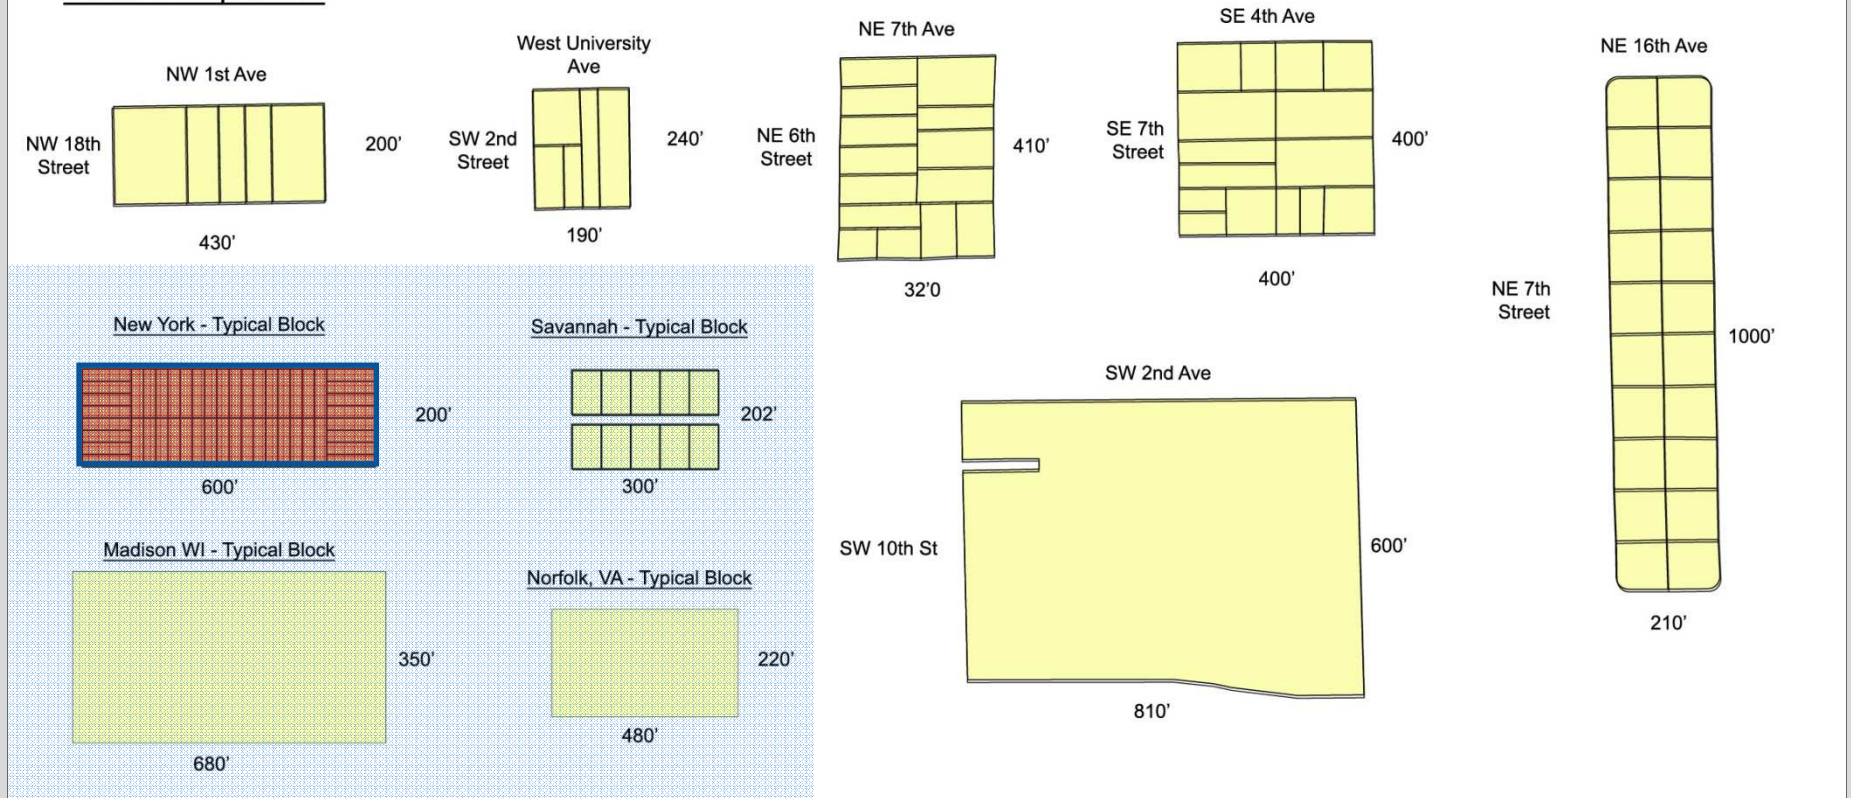 NW 1st Ave
NW 18th
Street
200'
430'
West University
Ave
SW 2nd
Street
240'
190'
NE 7th Ave
NE 6th
Street
410'
32'0
SE 4th Ave
SE 7th
Street
400'
400'
NE 16th Ave
NE 7th
Street
1000'
210'
New York - Typical Block
200'
600'
Savannah - Typical Block
202'
300'
Madison WI - Typical Block
350'
680'
Norfolk, VA - Typical Block
220'
480'
SW 2nd Ave
SW 10th St
600'
810'